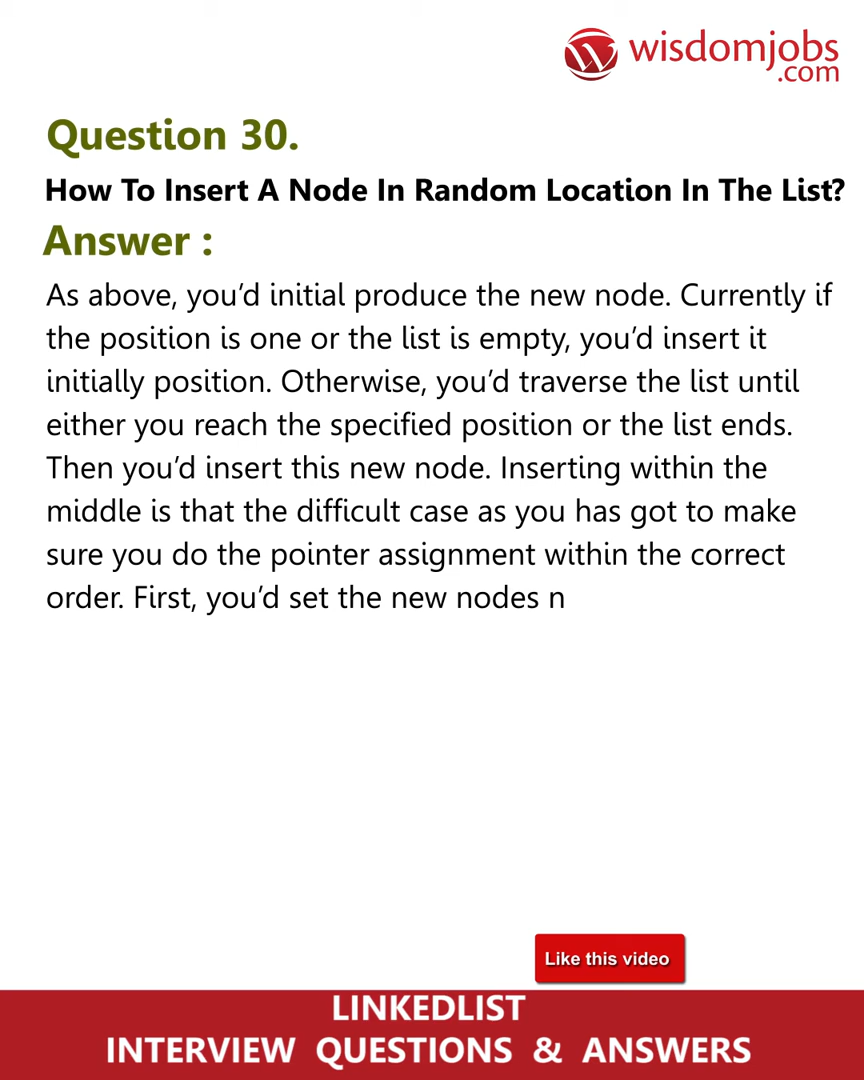 wisdomjobs
.com
Question 30.
How To Insert A Node In Random Location In The List?
Answer :
As above, you’d initial produce the new node. Currently if
the position is one or the list is empty, you’d insert it
initially position. Otherwise, you’d traverse the list until
either you reach the specified position or the list ends.
Then you’d insert this new node. Inserting within the
middle is that the difficult case as you has got to make
sure you do the pointer assignment within the correct
order. First, you’d set the new nodes n
Like this video
LINKEDLIST
INTERVIEW QUESTIONS & ANSWERS